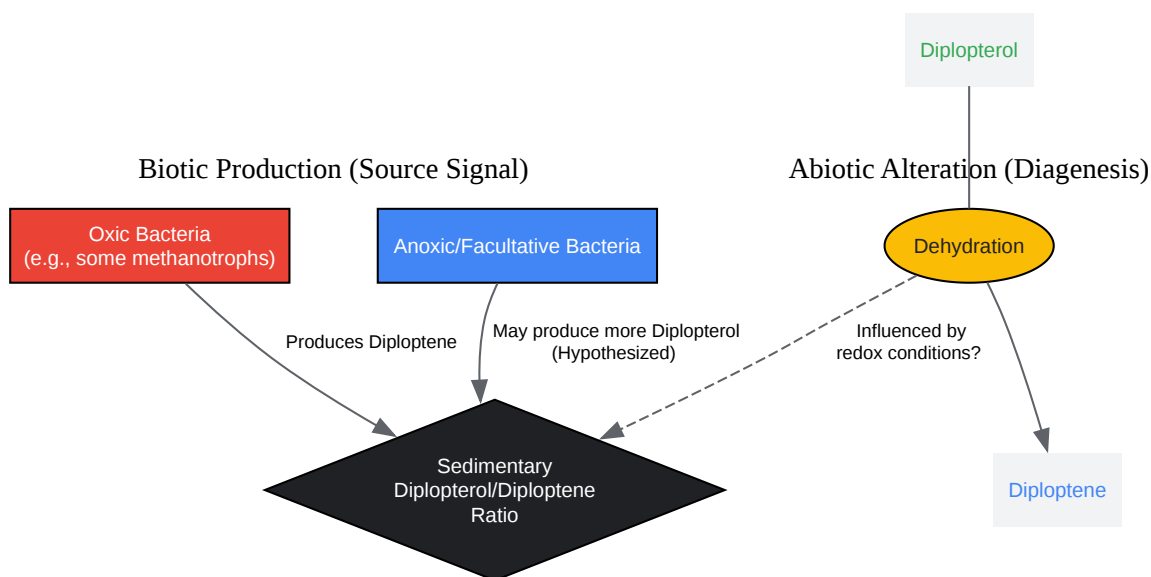 Diplopterol
Biotic Production (Source Signal)
Abiotic Alteration (Diagenesis)
Oxic Bacteria
(e.g., some methanotrophs)
Anoxic/Facultative Bacteria
Dehydration
Produces Diploptene
May produce more Diplopterol
(Hypothesized)
Influenced by
redox conditions?
Sedimentary
Diplopterol/Diploptene
Ratio
Diploptene